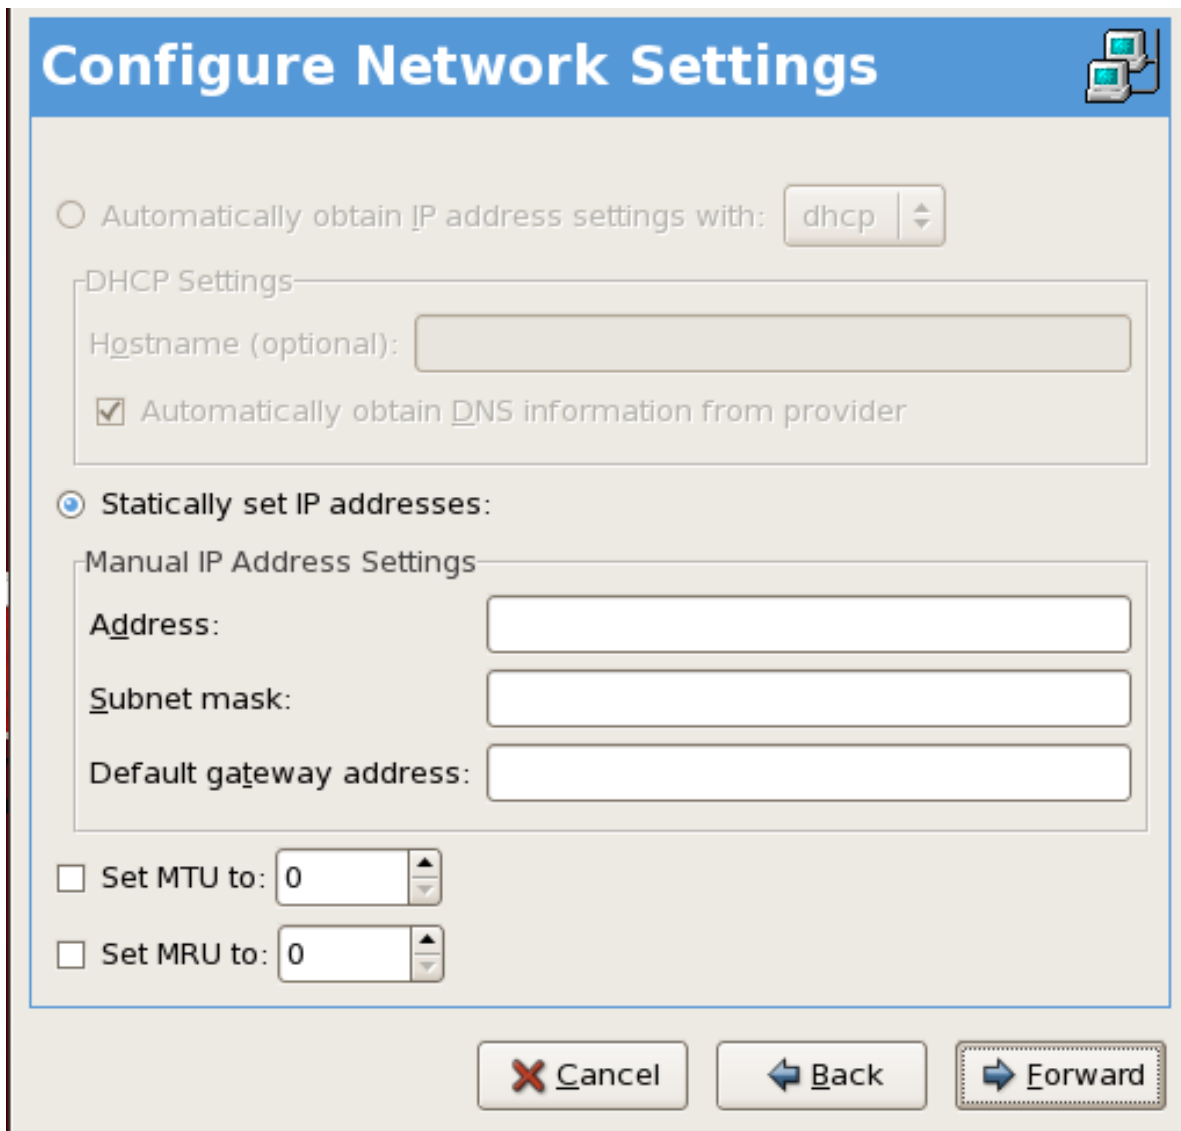 Configure Network Settings
Automatically obtain IP address settings with: dhcp
DHCP Settings
Hostname (optional):
Automatically obtain DNS information from provider
Statically set IP addresses:
Manual IP Address Settings
Address:
Subnet mask:
Default gateway address:
Set MTU to: 0
Set MRU to: 0
Cancel Back Forward